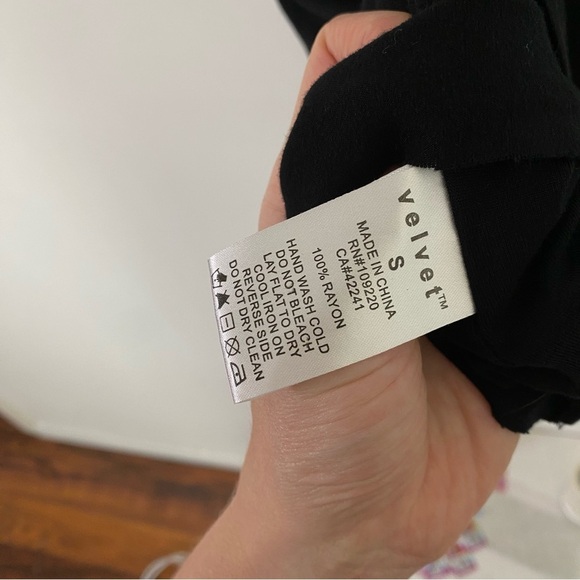 velvet™
S
MADE IN CHINA
RN#109220
CA#42241
100% RAYON
HAND WASH COLD
DO NOT BLEACH
LAY FLAT TO DRY
COOL IRON ON
REVERSE SIDE
DO NOT DRY CLEAN